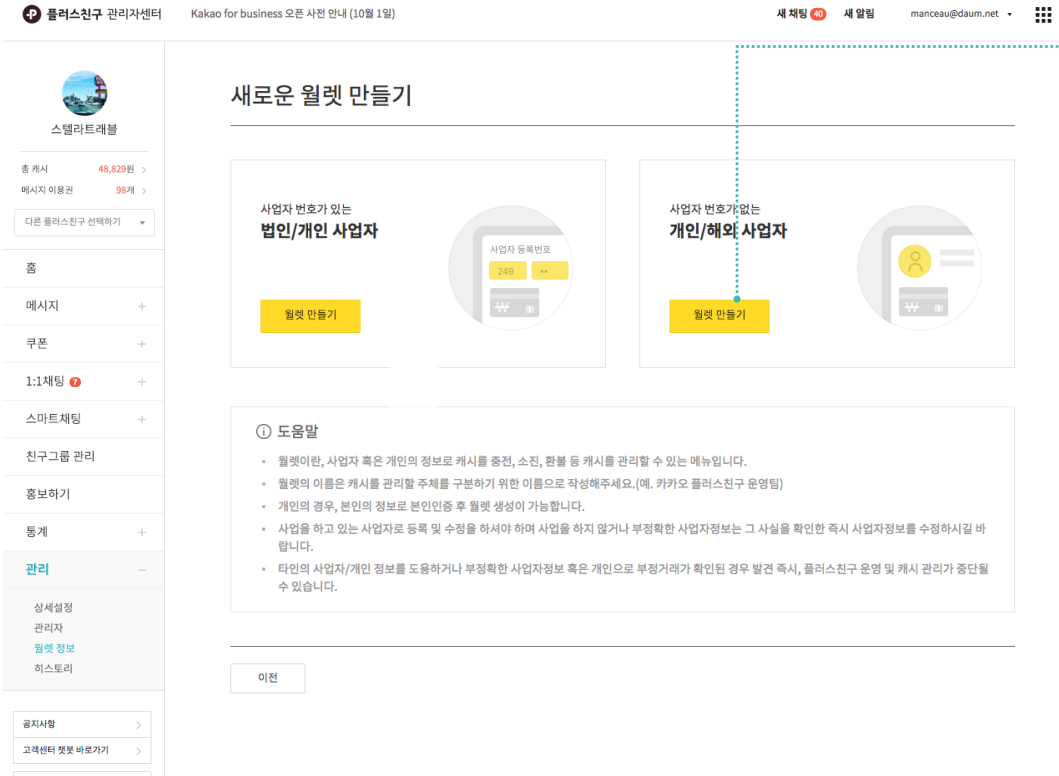 플러스친구 관리자센터
Kakao for business 오픈 사전 안내 (10월 1일)
새 채팅 40
새 알림
manceau@daum.net
스텔라트래블
총 캐시 48,829원
메시지 이용권 98개
다른 플러스친구 선택하기
홈
메시지
쿠폰
1:1채팅 7
스마트채팅
친구그룹 관리
홍보하기
통계
관리
상세설정
관리자
월렛 정보
히스토리
공지사항
고객센터 챗봇 바로가기
새로운 월렛 만들기
사업자 번호가 있는
법인/개인 사업자
월렛 만들기
사업자 등록번호
249 **
₩
사업자 번호가 없는
개인/해외 사업자
월렛 만들기
₩
도움말
• 월렛이란, 사업자 혹은 개인의 정보로 캐시를 충전, 소진, 환불 등 캐시를 관리할 수 있는 메뉴입니다.
• 월렛의 이름은 캐시를 관리할 주체를 구분하기 위한 이름으로 작성해주세요.(예. 카카오 플러스친구 운영팀)
• 개인의 경우, 본인의 정보로 본인인증 후 월렛 생성이 가능합니다.
• 사업을 하고 있는 사업자로 등록 및 수정을 하셔야 하며 사업을 하지 않거나 부정확한 사업자정보는 그 사실을 확인한 즉시 사업자정보를 수정하시길 바
랍니다.
• 타인의 사업자/개인 정보를 도용하거나 부정확한 사업자정보 혹은 개인으로 부정거래가 확인된 경우 발견 즉시, 플러스친구 운영 및 캐시 관리가 중단될
수 있습니다.
이전